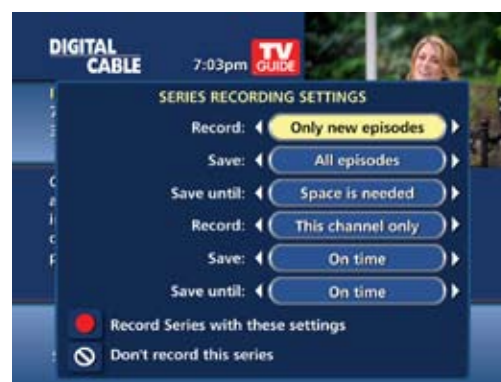 DIGITAL
CABLE
7:03pm
TV
GUIDE
SERIES RECORDING SETTINGS
Record: Only new episodes
Save: All episodes
Save until: Space is needed
Record: This channel only
Save: On time
Save until: On time
Record Series with these settings
Don't record this series